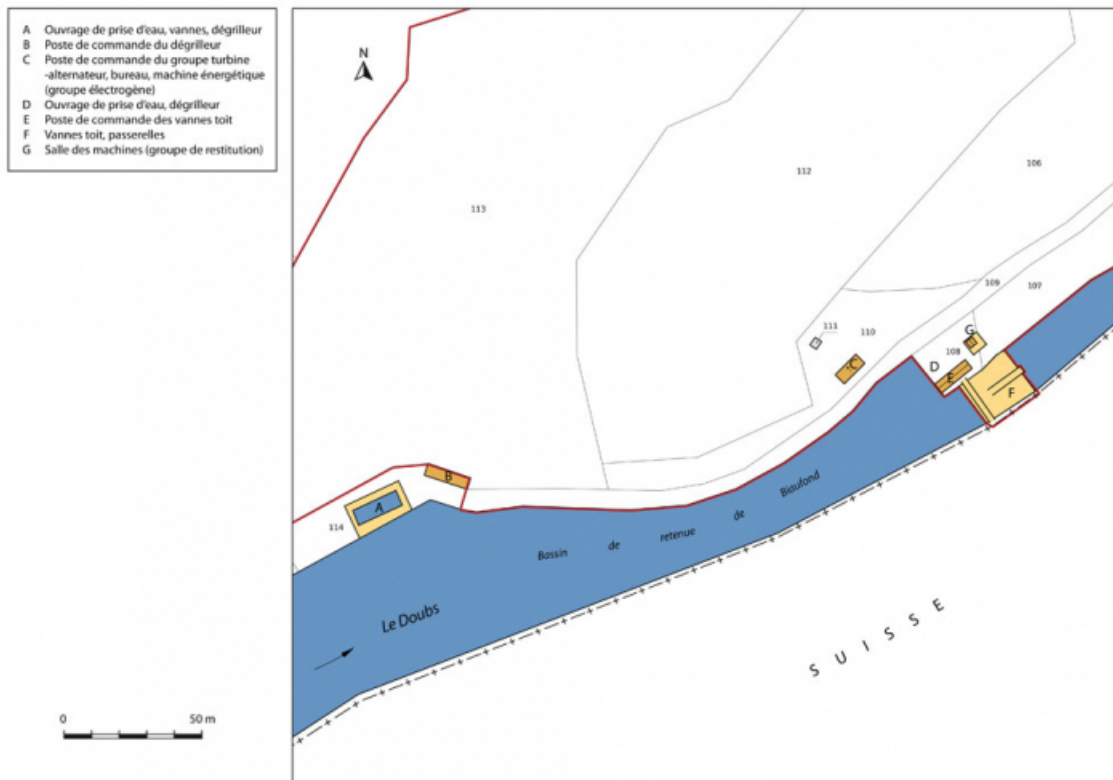 A Ouvrage de prise d'eau, vannes, dégrilleur
B Poste de commande du dégrilleur
C Poste de commande du groupe turbine
-alternateur, bureau, machine énergétique
(groupe électrogène)
D Ouvrage de prise d'eau, dégrilleur
E Poste de commande des vannes toit
F Vannes toit, passerelles
G Salle des machines (groupe de restitution)
N
106
112
113
109
107
111
110
G
108
C
D
E
F
B
A
114
Bassin de retenue de Biaufond
Le Doubs
SUISSE
0 50 m